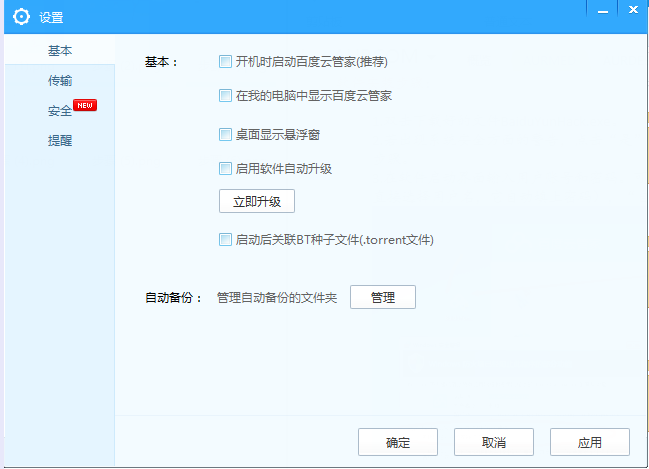 设置
基本
传输
安全 NEW
提醒
基本：
开机时启动百度云管家(推荐)
在我的电脑中显示百度云管家
桌面显示悬浮窗
启用软件自动升级
立即升级
启动后关联BT种子文件(.torrent文件)
自动备份： 管理自动备份的文件夹 管理
确定 取消 应用